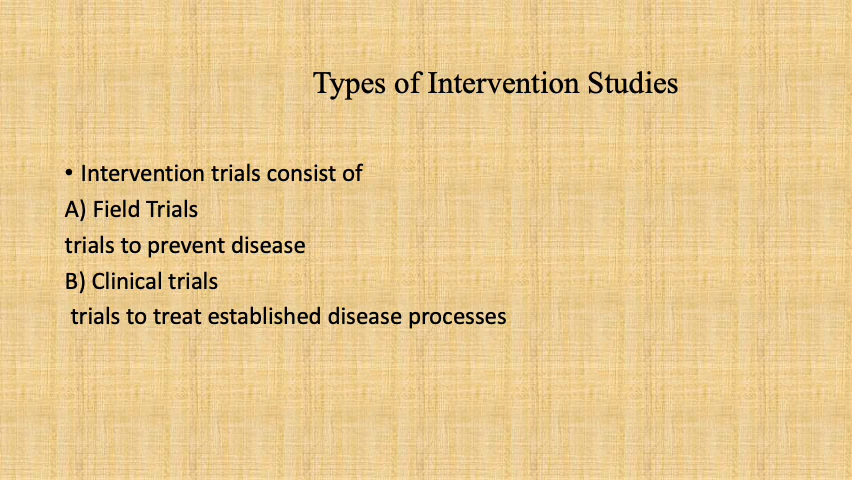 Types of Intervention Studies
• Intervention trials consist of
A) Field Trials
trials to prevent disease
B) Clinical trials
trials to treat established disease processes